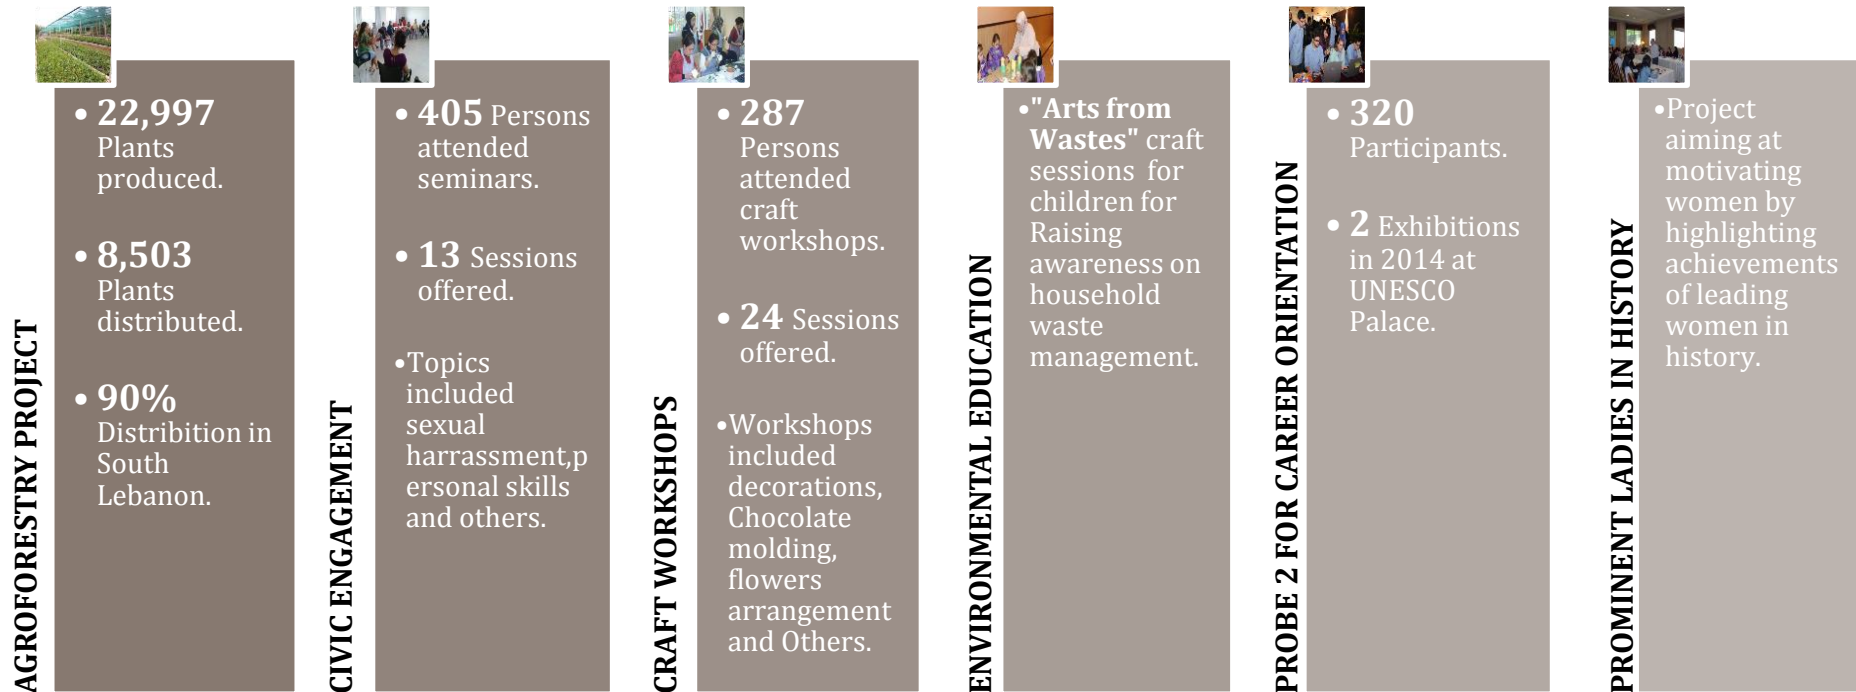 AGROFORESTRY PROJECT
• 22,997
Plants
produced.
• 8,503
Plants
distributed.
• 90%
Distribition in
South
Lebanon.
CIVIC ENGAGEMENT
• 405 Persons
attended
seminars.
• 13 Sessions
offered.
•Topics
included
sexual
harrassment,p
ersonal skills
and others.
CRAFT WORKSHOPS
• 287
Persons
attended
craft
workshops.
• 24 Sessions
offered.
•Workshops
included
decorations,
Chocolate
molding,
flowers
arrangement
and Others.
ENVIRONMENTAL EDUCATION
•"Arts from
Wastes" craft
sessions for
children for
Raising
awareness on
household
waste
management.
PROBE 2 FOR CAREER ORIENTATION
• 320
Participants.
• 2 Exhibitions
in 2014 at
UNESCO
Palace.
PROMINENT LADIES IN HISTORY
•Project
aiming at
motivating
women by
highlighting
achievements
of leading
women in
history.